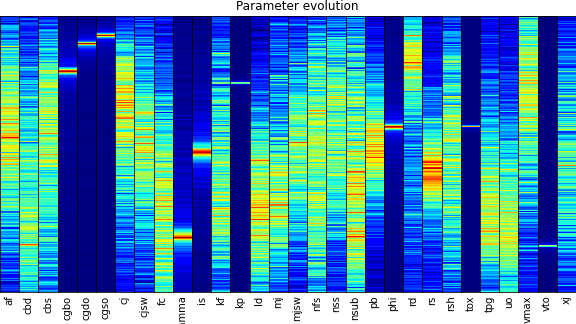 Parameter evolution
af
cbd
cbs
cgbo
cgdo
cgso
cj
cjsw
fc
is
kf
kp
ld
mj
mjsw
nfs
nss
nsub
pb
phi
rd
rs
rsh
tox
tpg
uo
vmax
vto
xj